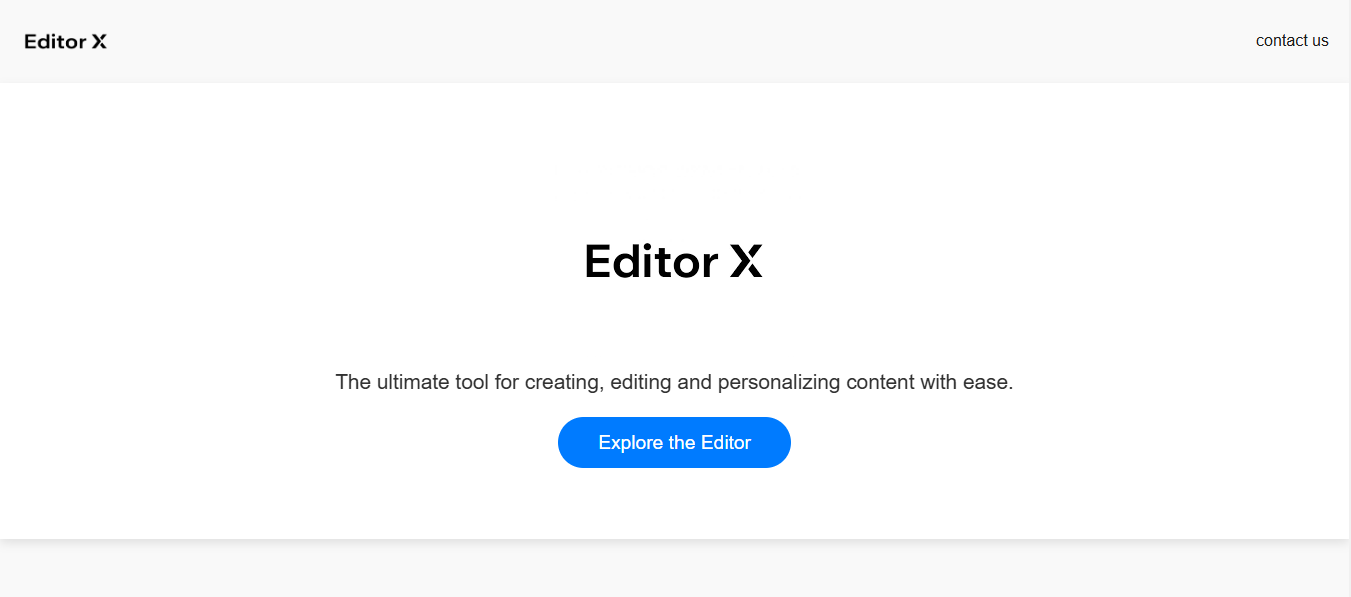 Editor X
contact us
Editor X
The ultimate tool for creating, editing and personalizing content with ease.
Explore the Editor